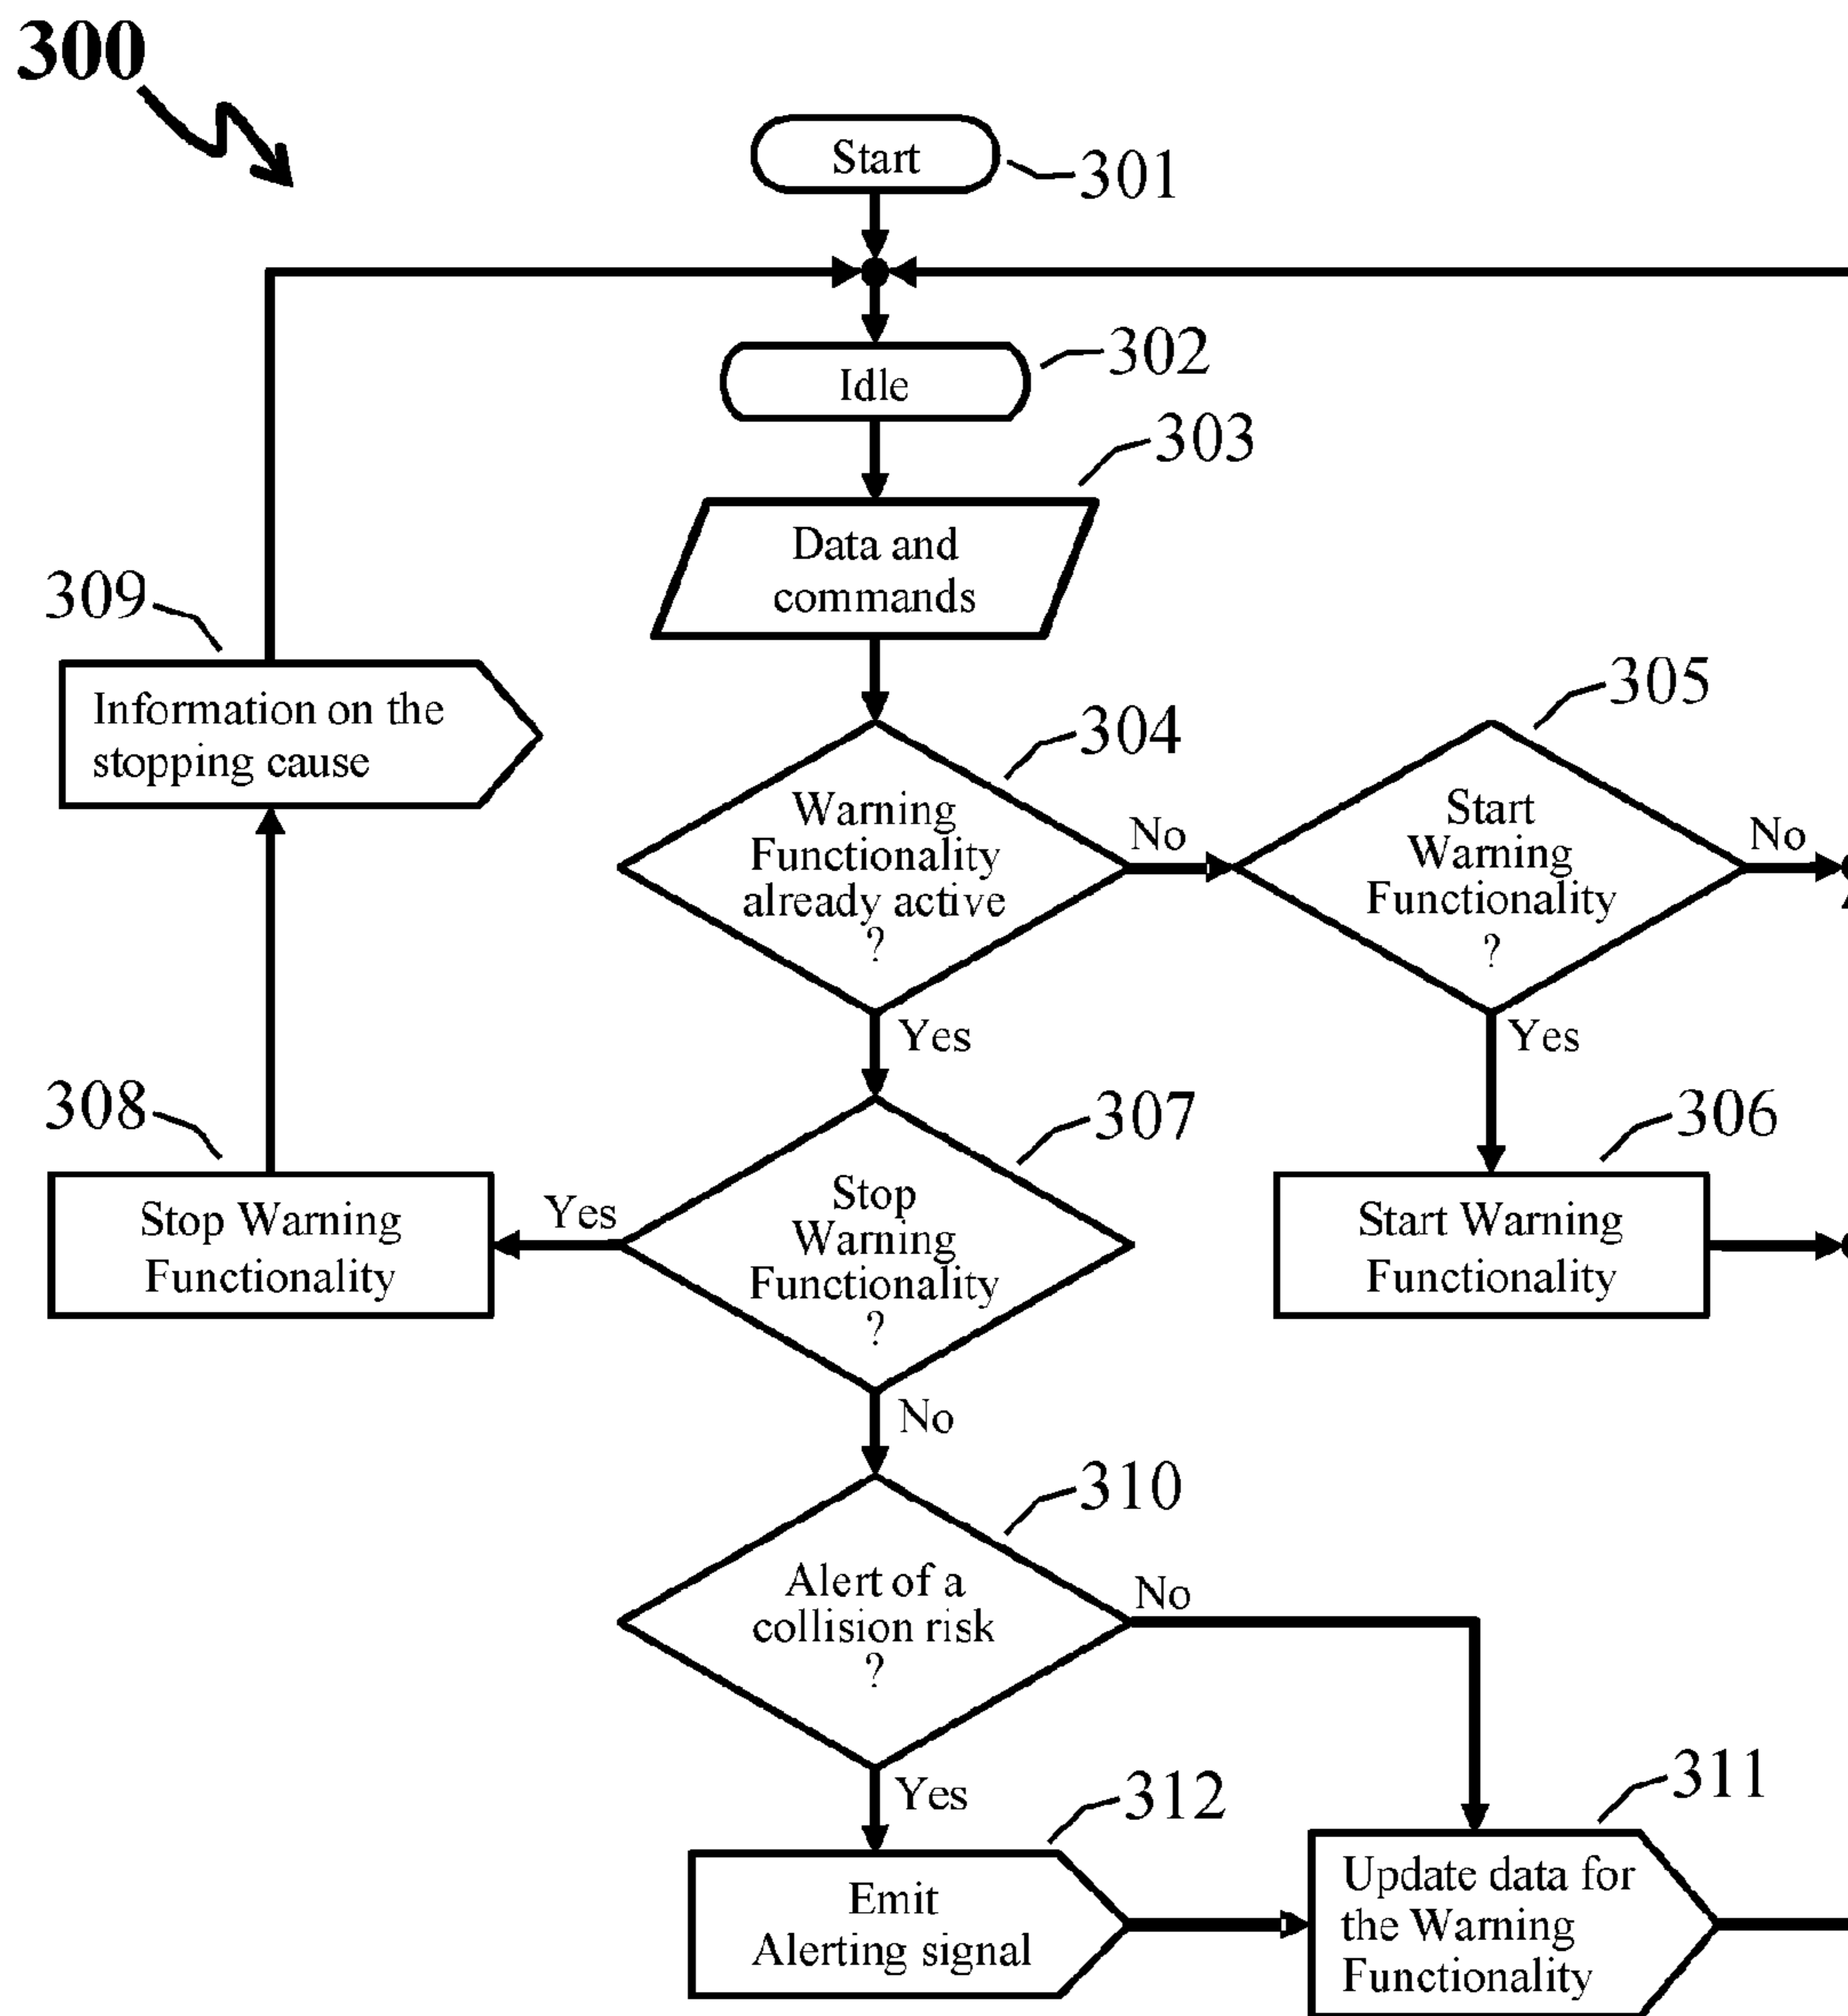 300
Start
301
302
Idle
303
Data and
commands
309
Information on the
stopping cause
304
Warning
Functionality
already active
?
No
305
Start
Warning
Functionality
?
No
Yes
Yes
308
Stop Warning
Functionality
Yes
307
Stop
Warning
Functionality
?
306
Start Warning
Functionality
No
310
Alert of a
collision risk
?
No
Yes
312
Emit
Alerting signal
311
Update data for
the Warning
Functionality